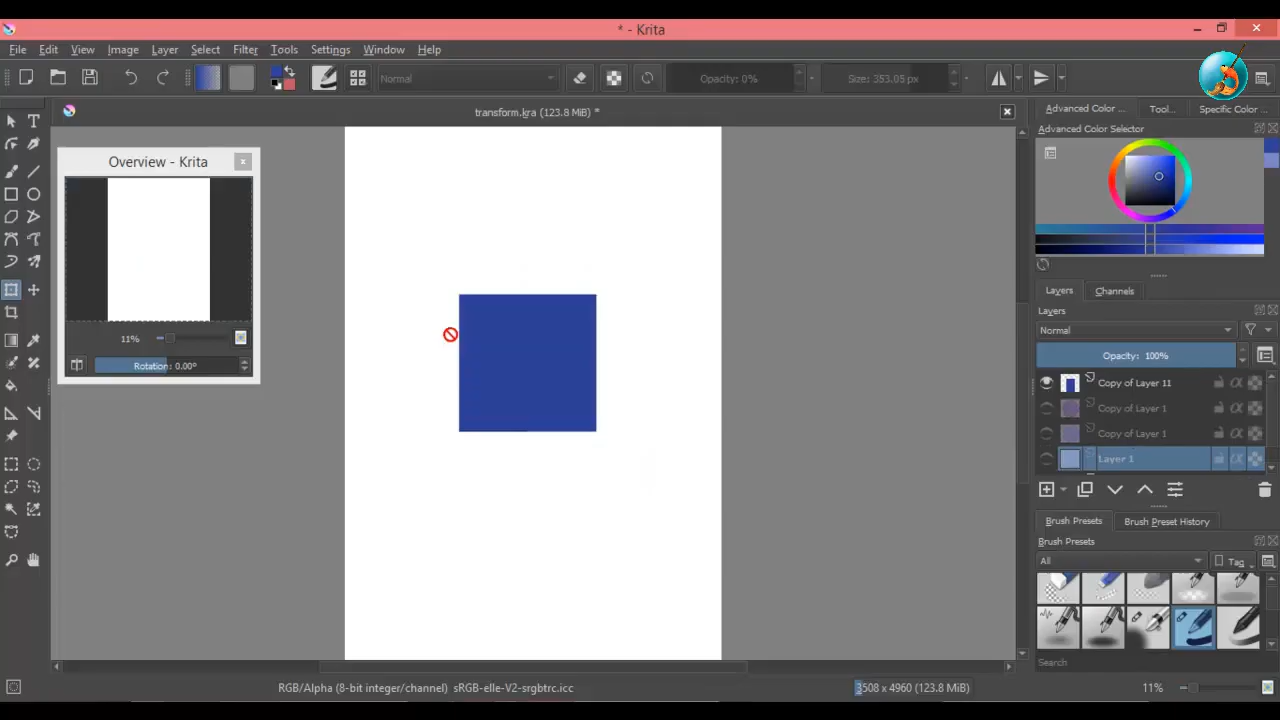 * - Krita
File Edit View Image Layer Select Filter Tools Settings Window Help
Normal Opacity: 0% Size: 353.05 px
transform.kra (123.8 MiB) *
Advanced Color ... Tool... Specific Color ...
Advanced Color Selector
Overview - Krita
11%
Rotation: 0.00°
Layers Channels
Layers
Normal
Opacity: 100%
Copy of Layer 11
Copy of Layer 1
Copy of Layer 1
Layer 1
Brush Presets Brush Preset History
Brush Presets
All Tag
Search
RGB/Alpha (8-bit integer/channel) sRGB-elle-V2-srgbtrc.icc 3508 x 4960 (123.8 MiB) 11%